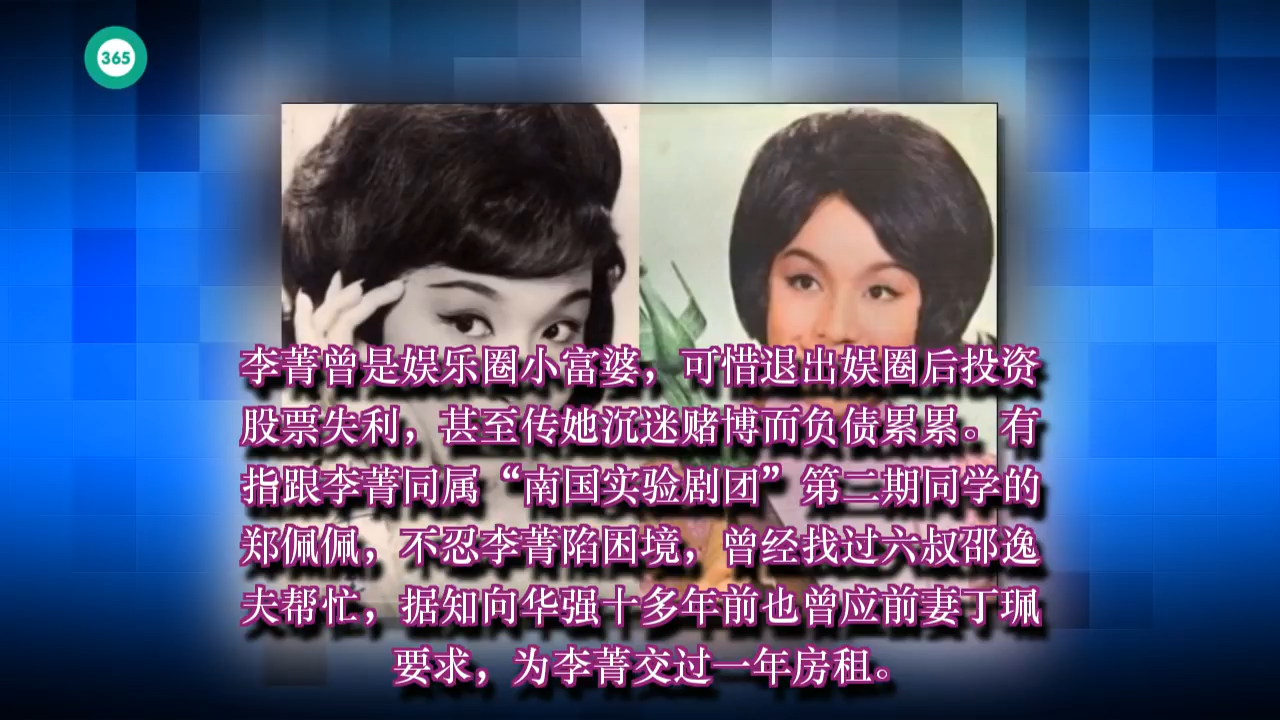 365
李菁曾是娱乐圈小富婆，可惜退出娱圈后投资
股票失利，甚至传她沉迷赌博而负债累累。有
指跟李菁同属“南国实验剧团”第二期同学的
郑佩佩，不忍李菁陷困境，曾经找过六叔邵逸
夫帮忙，据知向华强十多年前也曾应前妻丁珮
要求，为李菁交过一年房租。